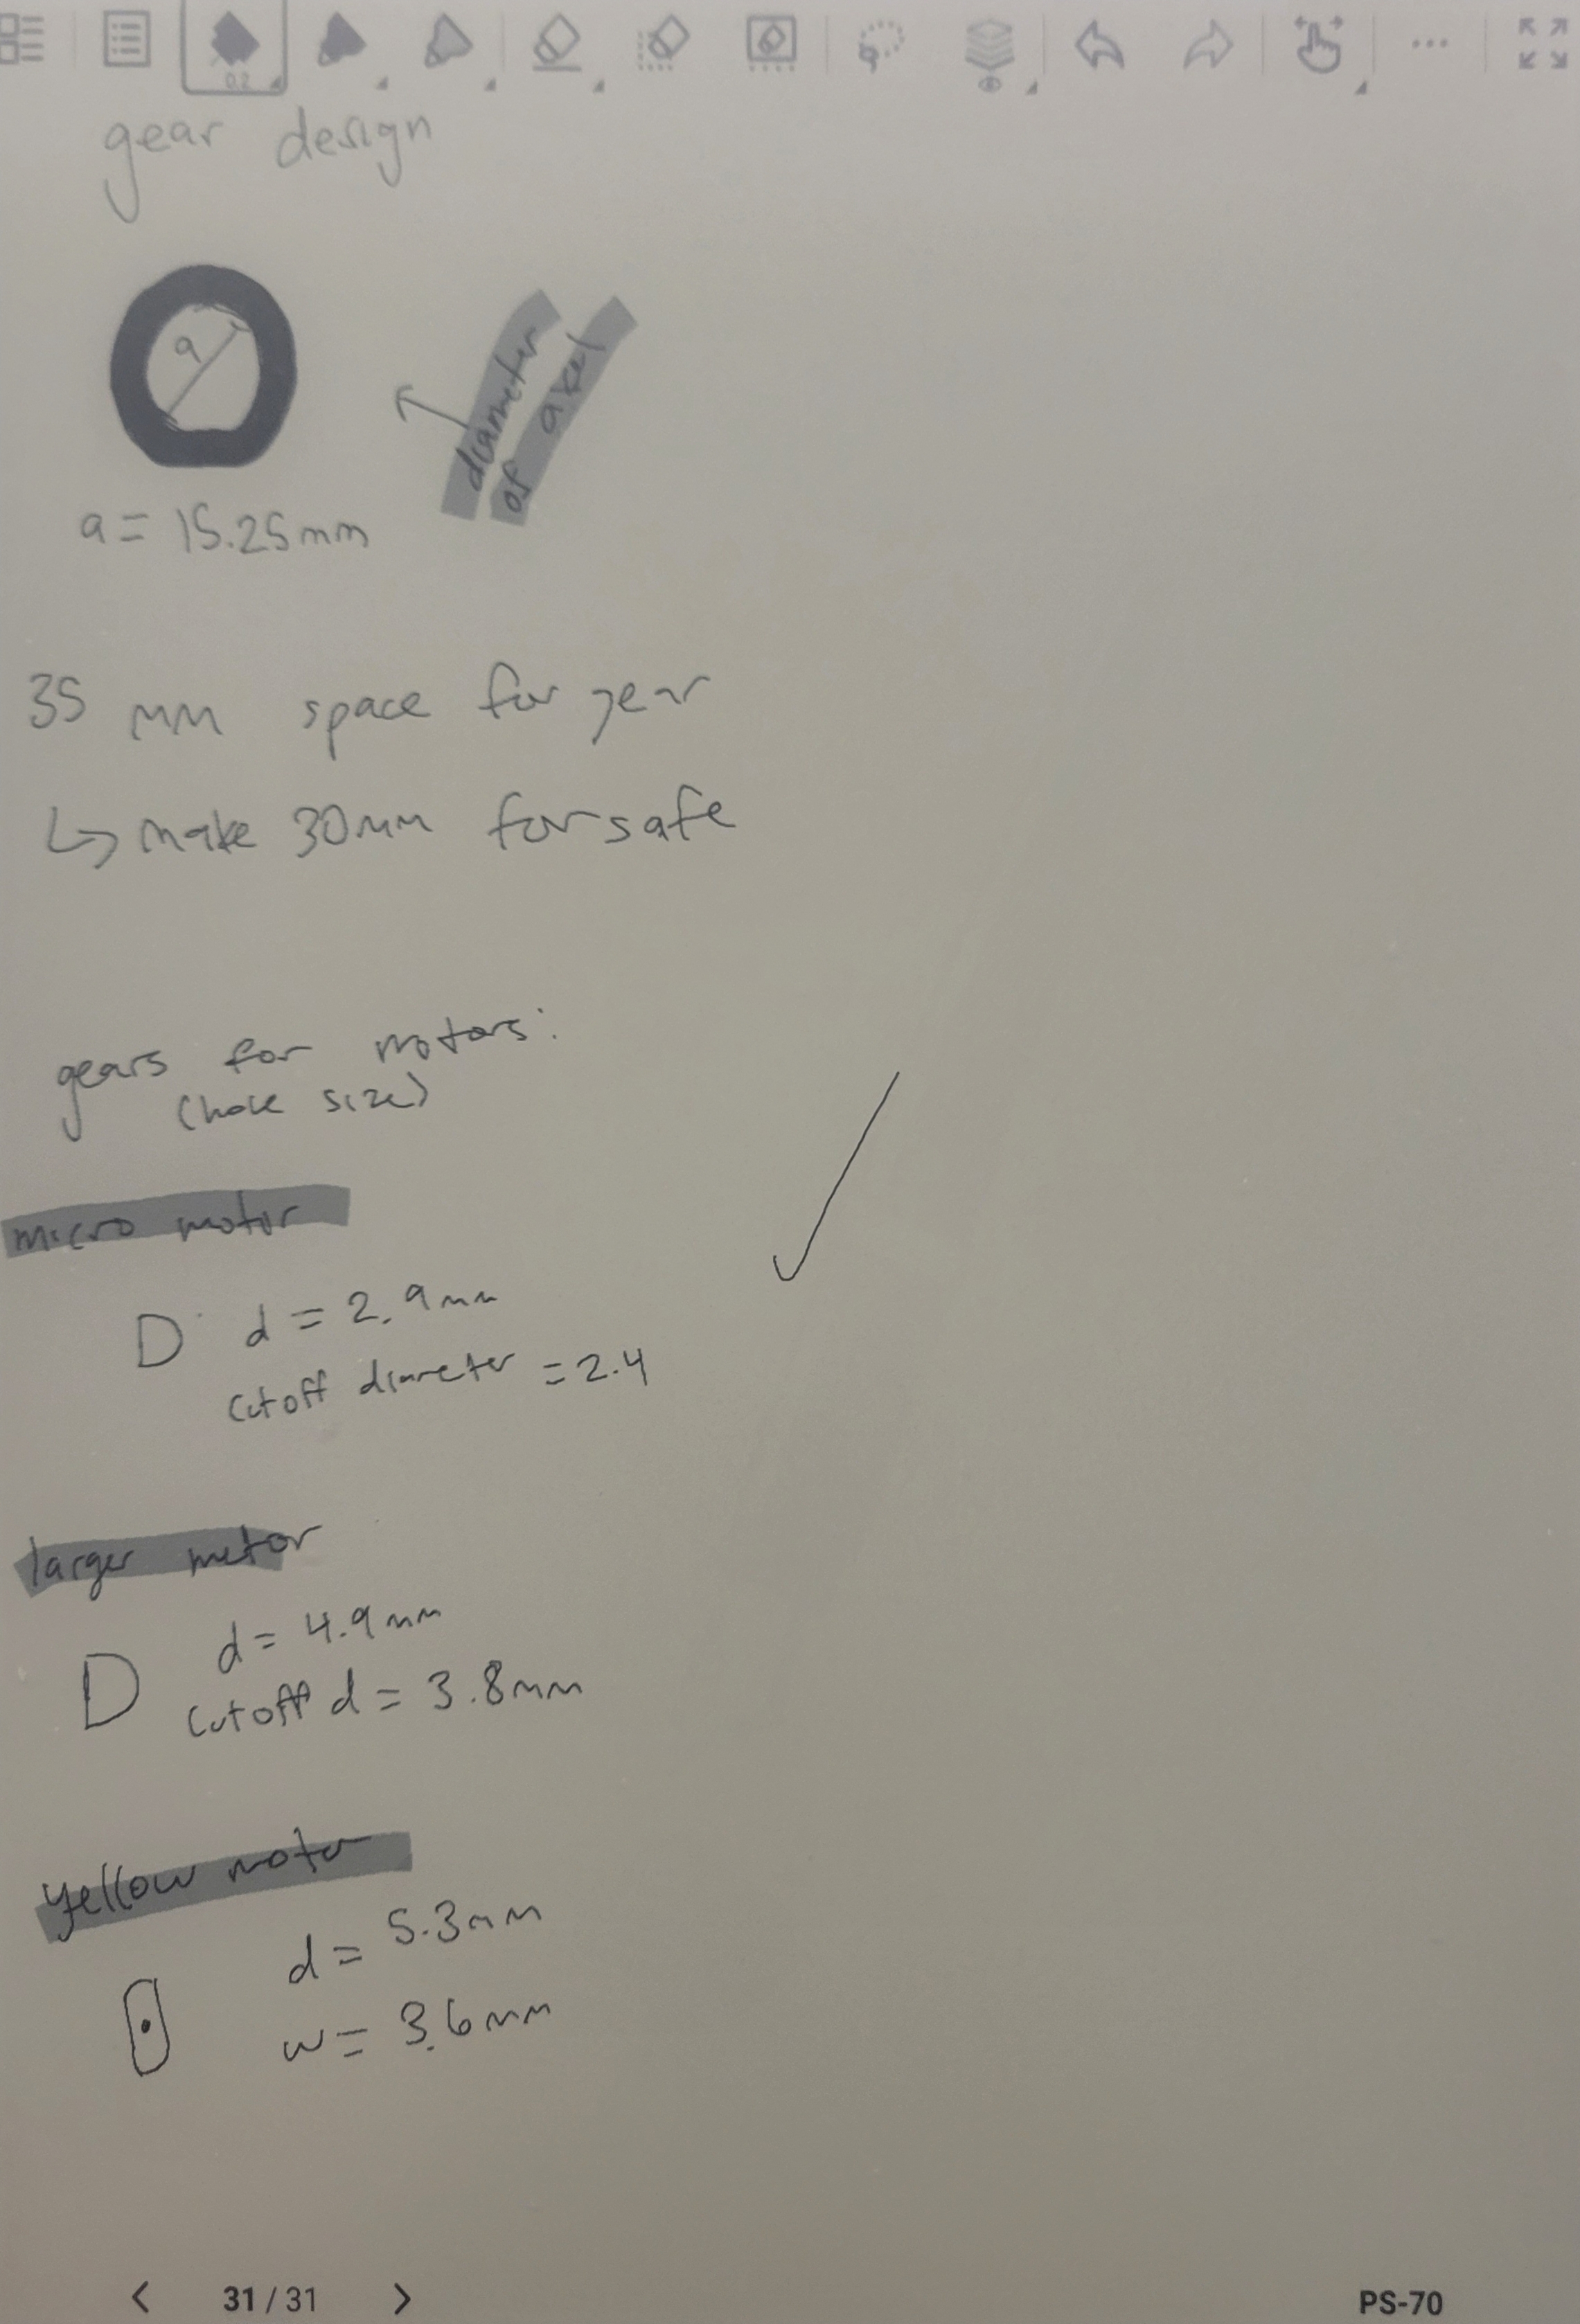 0.2
gear design
a
diameter
of axel
a = 15.25mm
35 mm space for gear
↳ make 30mm for safe
gears for motors:
(hole size)
micro motor
D d = 2.9mm
cutoff diameter = 2.4
larger motor
D d = 4.9mm
cutoff d = 3.8mm
yellow motor
d = 5.3mm
w = 3.6mm
< 31 / 31 >
PS-70